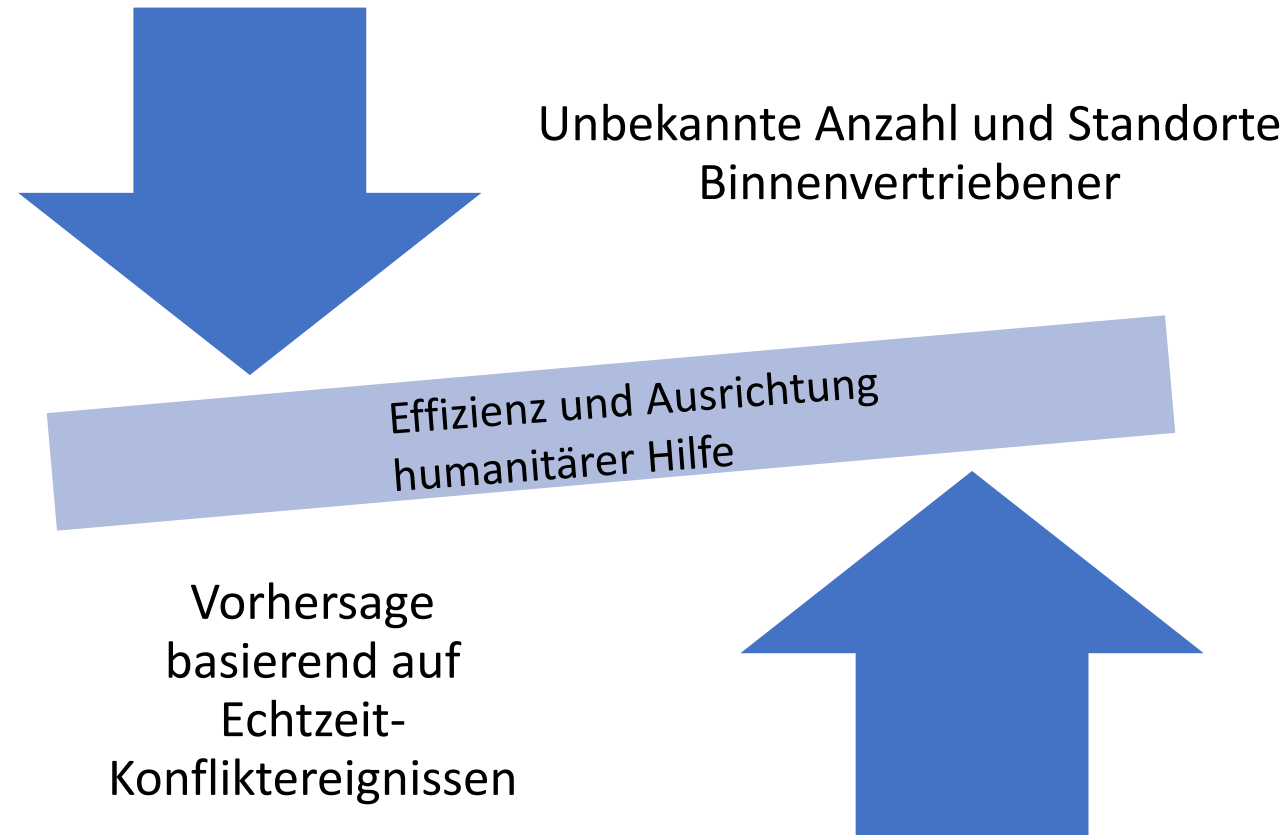 Unbekannte Anzahl und Standorte
Binnenvertriebener
Effizienz und Ausrichtung
humanitärer Hilfe
Vorhersage
basierend auf
Echtzeit-
Konfliktereignissen